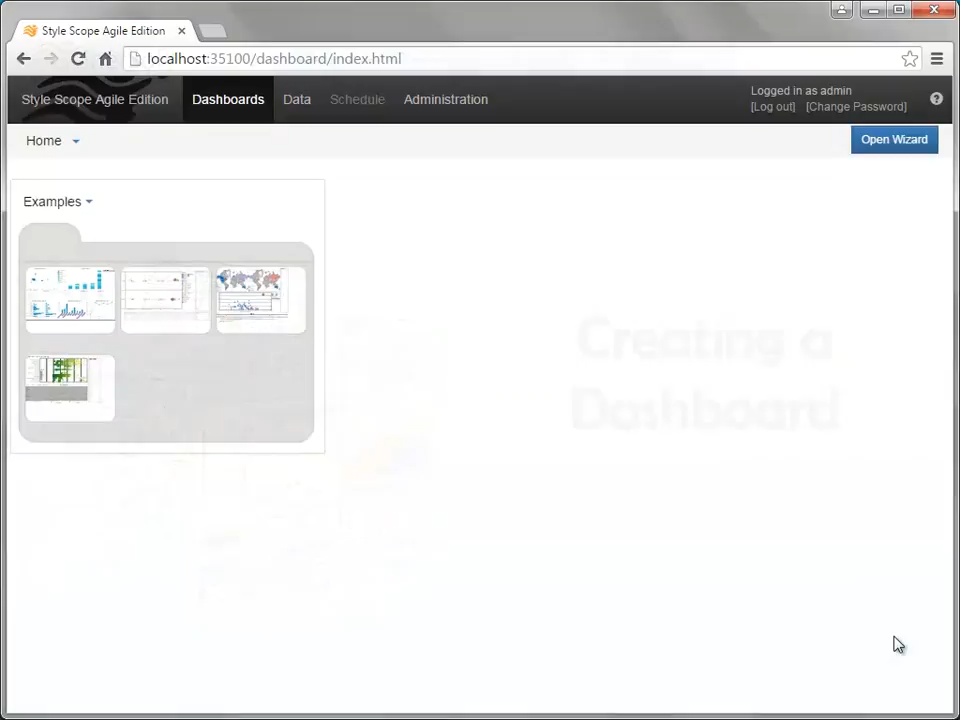 Style Scope Agile Edition
localhost:35100/dashboard/index.html
Style Scope Agile Edition Dashboards Data Schedule Administration
Logged in as admin
[Log out] [Change Password]
Home
Open Wizard
Examples
Creating a
Dashboard